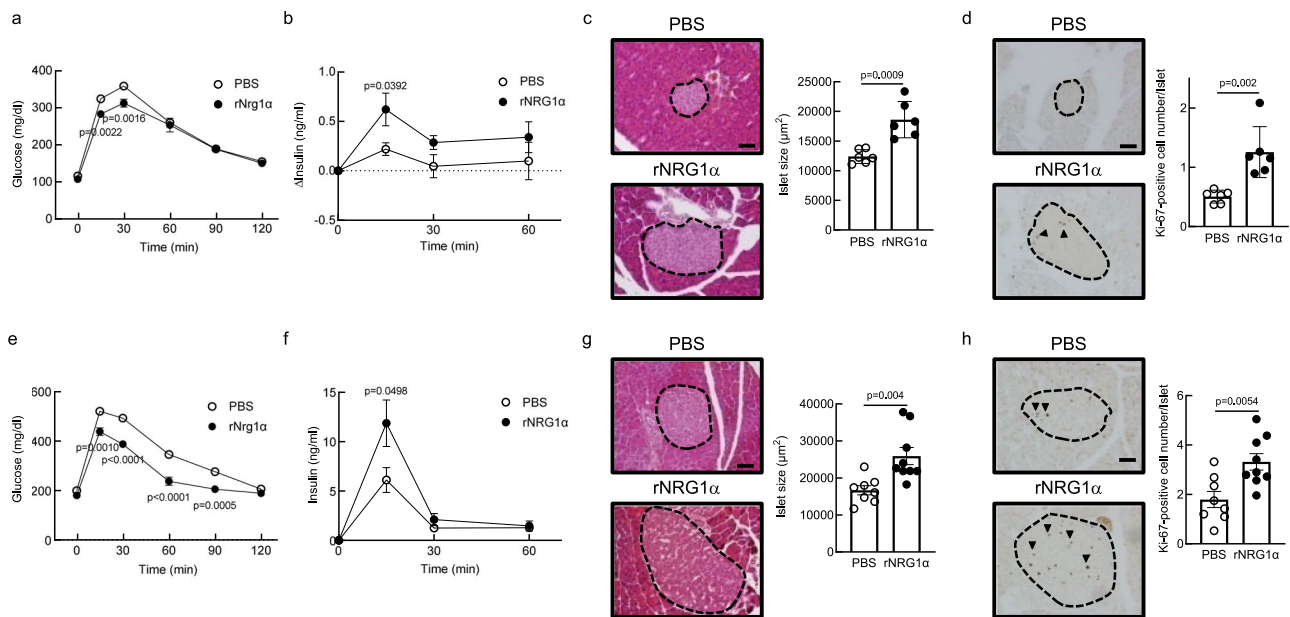 a
Glucose (mg/dl)
400
300
200
100
0 30 60 90 120
Time (min)
PBS
rNrg1α
p=0.0022
p=0.0016
b
ΔInsulin (ng/ml)
1.0
0.5
0.0
-0.5
0 30 60
Time (min)
p=0.0392
PBS
rNRG1α
c
PBS
rNRG1α
Islet size (µm²)
25000
20000
15000
10000
5000
0
p=0.0009
PBS rNRG1α
d
PBS
rNRG1α
Ki-67-positive cell number/Islet
2
1
0
p=0.002
PBS rNRG1α
e
Glucose (mg/dl)
600
400
200
0
0 30 60 90 120
Time (min)
PBS
rNrg1α
p=0.0010
p<0.0001
p<0.0001
p=0.0005
f
Insulin (ng/ml)
15
10
5
0
0 30 60
Time (min)
p=0.0498
PBS
rNRG1α
g
PBS
rNRG1α
Islet size (µm²)
40000
30000
20000
10000
0
p=0.004
PBS rNRG1α
h
PBS
rNRG1α
Ki-67-positive cell number/Islet
6
4
2
0
p=0.0054
PBS rNRG1α